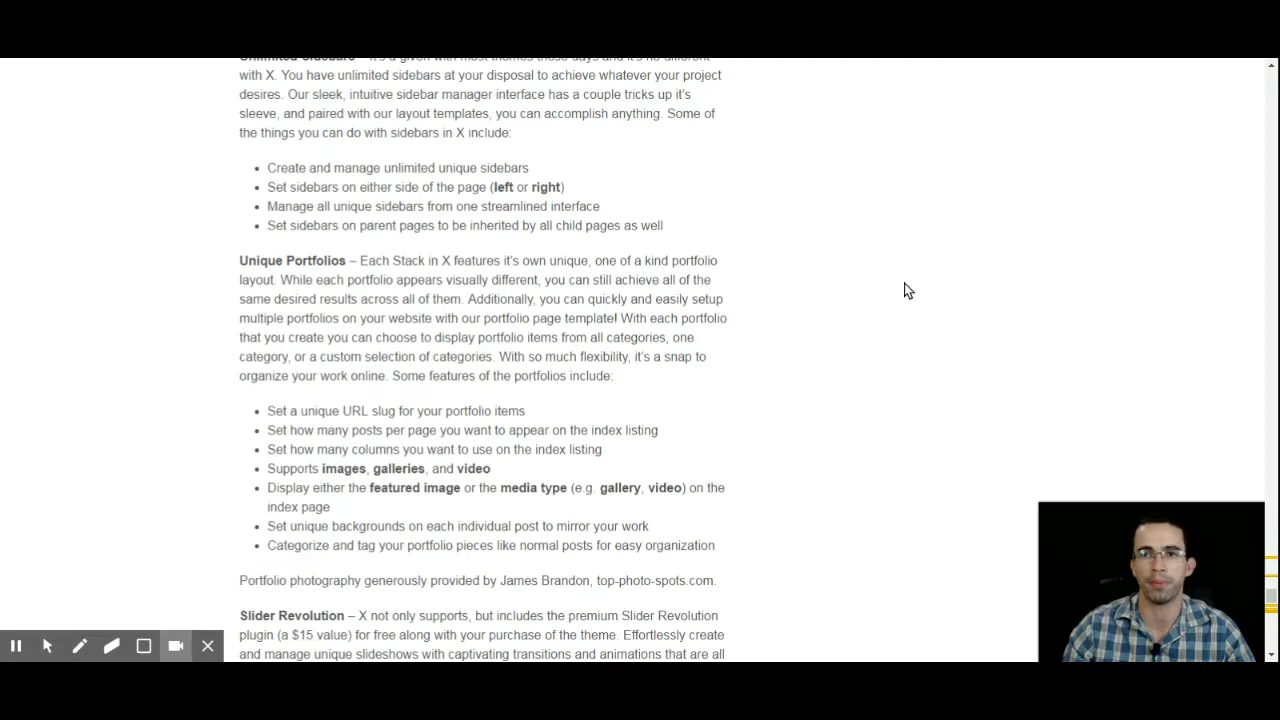 Unlimited Sidebars – It's a given with most themes these days and it's no different
with X. You have unlimited sidebars at your disposal to achieve whatever your project
desires. Our sleek, intuitive sidebar manager interface has a couple tricks up it's
sleeve, and paired with our layout templates, you can accomplish anything. Some of
the things you can do with sidebars in X include:
Create and manage unlimited unique sidebars
Set sidebars on either side of the page (left or right)
Manage all unique sidebars from one streamlined interface
Set sidebars on parent pages to be inherited by all child pages as well
Unique Portfolios – Each Stack in X features it's own unique, one of a kind portfolio
layout. While each portfolio appears visually different, you can still achieve all of the
same desired results across all of them. Additionally, you can quickly and easily setup
multiple portfolios on your website with our portfolio page template! With each portfolio
that you create you can choose to display portfolio items from all categories, one
category, or a custom selection of categories. With so much flexibility, it's a snap to
organize your work online. Some features of the portfolios include:
Set a unique URL slug for your portfolio items
Set how many posts per page you want to appear on the index listing
Set how many columns you want to use on the index listing
Supports images, galleries, and video
Display either the featured image or the media type (e.g. gallery, video) on the
index page
Set unique backgrounds on each individual post to mirror your work
Categorize and tag your portfolio pieces like normal posts for easy organization
Portfolio photography generously provided by James Brandon, top-photo-spots.com.
Slider Revolution – X not only supports, but includes the premium Slider Revolution
plugin (a $15 value) for free along with your purchase of the theme. Effortlessly create
and manage unique slideshows with captivating transitions and animations that are all